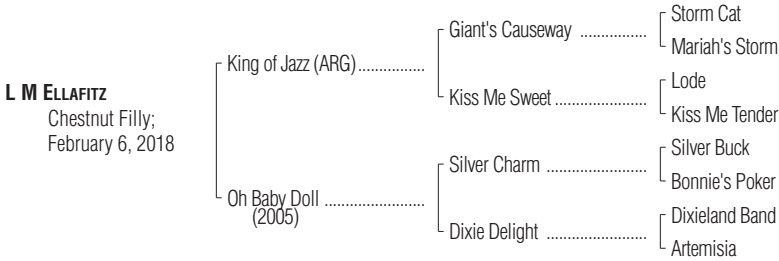 L M ELLAFITZ
Chestnut Filly;
February 6, 2018
King of Jazz (ARG)................
Oh Baby Doll ........................
(2005)
Giant's Causeway ................
Kiss Me Sweet ......................
Silver Charm ........................
Dixie Delight ........................
Storm Cat
Mariah's Storm
Lode
Kiss Me Tender
Silver Buck
Bonnie's Poker
Dixieland Band
Artemisia